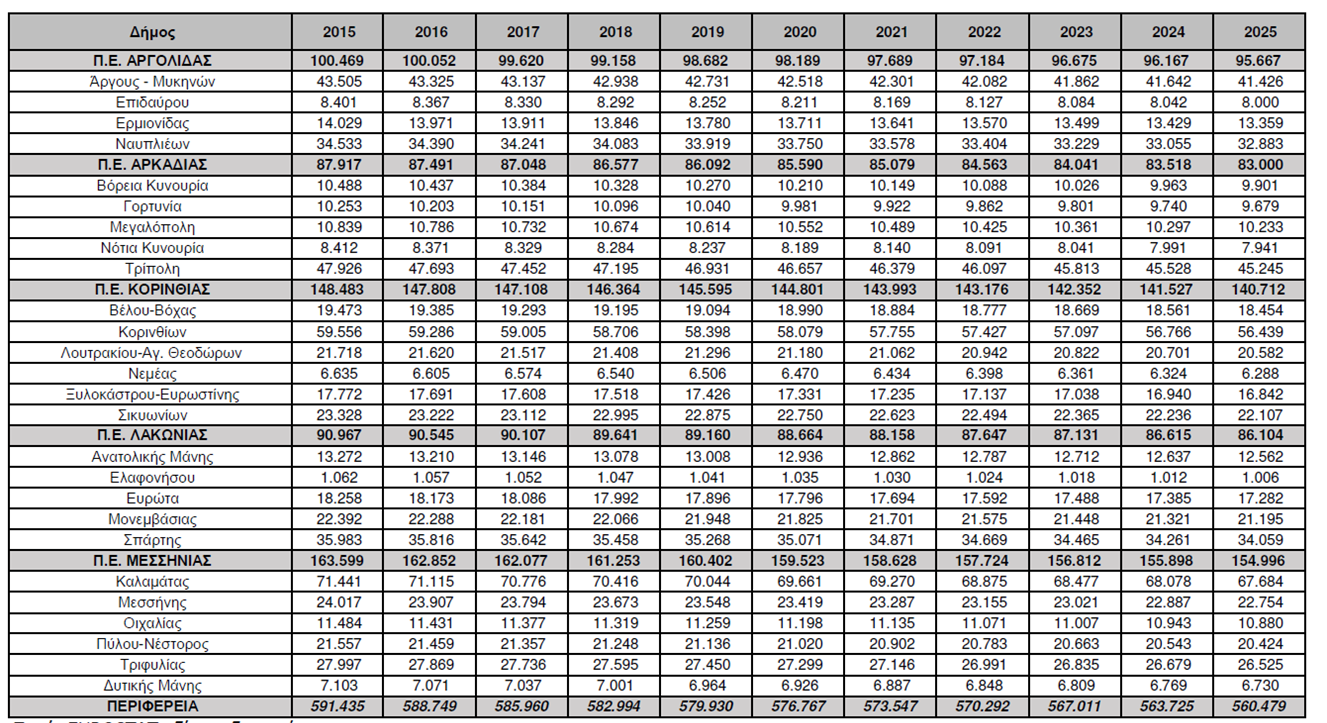 Δήμος 2015 2016 2017 2018 2019 2020 2021 2022 2023 2024 2025
Π.Ε. ΑΡΓΟΛΙΔΑΣ 100.469 100.052 99.620 99.158 98.682 98.189 97.689 97.184 96.675 96.167 95.667
Άργους - Μυκηνών 43.505 43.325 43.137 42.938 42.731 42.518 42.301 42.082 41.862 41.642 41.426
Επιδαύρου 8.401 8.367 8.330 8.292 8.252 8.211 8.169 8.127 8.084 8.042 8.000
Ερμιονίδας 14.029 13.971 13.911 13.846 13.780 13.711 13.641 13.570 13.499 13.429 13.359
Ναυπλιέων 34.533 34.390 34.241 34.083 33.919 33.750 33.578 33.404 33.229 33.055 32.883
Π.Ε. ΑΡΚΑΔΙΑΣ 87.917 87.491 87.048 86.577 86.092 85.590 85.079 84.563 84.041 83.518 83.000
Βόρεια Κυνουρία 10.488 10.437 10.384 10.328 10.270 10.210 10.149 10.088 10.026 9.963 9.901
Γορτυνία 10.253 10.203 10.151 10.096 10.040 9.981 9.922 9.862 9.801 9.740 9.679
Μεγαλόπολη 10.839 10.786 10.732 10.674 10.614 10.552 10.489 10.425 10.361 10.297 10.233
Νότια Κυνουρία 8.412 8.371 8.329 8.284 8.237 8.189 8.140 8.091 8.041 7.991 7.941
Τρίπολη 47.926 47.693 47.452 47.195 46.931 46.657 46.379 46.097 45.813 45.528 45.245
Π.Ε. ΚΟΡΙΝΘΙΑΣ 148.483 147.808 147.108 146.364 145.595 144.801 143.993 143.176 142.352 141.527 140.712
Βέλου-Βόχας 19.473 19.385 19.293 19.195 19.094 18.990 18.884 18.777 18.669 18.561 18.454
Κορινθίων 59.556 59.286 59.005 58.706 58.398 58.079 57.755 57.427 57.097 56.766 56.439
Λουτρακίου-Αγ. Θεοδώρων 21.718 21.620 21.517 21.408 21.296 21.180 21.062 20.942 20.822 20.701 20.582
Νεμέας 6.635 6.605 6.574 6.540 6.506 6.470 6.434 6.398 6.361 6.324 6.288
Ξυλοκάστρου-Ευρωστίνης 17.772 17.691 17.608 17.518 17.426 17.331 17.235 17.137 17.038 16.940 16.842
Σικυωνίων 23.328 23.222 23.112 22.995 22.875 22.750 22.623 22.494 22.365 22.236 22.107
Π.Ε. ΛΑΚΩΝΙΑΣ 90.967 90.545 90.107 89.641 89.160 88.664 88.158 87.647 87.131 86.615 86.104
Ανατολικής Μάνης 13.272 13.210 13.146 13.078 13.008 12.936 12.862 12.787 12.712 12.637 12.562
Ελαφονήσου 1.062 1.057 1.052 1.047 1.041 1.035 1.030 1.024 1.018 1.012 1.006
Ευρώτα 18.258 18.173 18.086 17.992 17.896 17.796 17.694 17.592 17.488 17.385 17.282
Μονεμβάσιας 22.392 22.288 22.181 22.066 21.948 21.825 21.701 21.575 21.448 21.321 21.195
Σπάρτης 35.983 35.816 35.642 35.458 35.268 35.071 34.871 34.669 34.465 34.261 34.059
Π.Ε. ΜΕΣΣΗΝΙΑΣ 163.599 162.852 162.077 161.253 160.402 159.523 158.628 157.724 156.812 155.898 154.996
Καλαμάτας 71.441 71.115 70.776 70.416 70.044 69.661 69.270 68.875 68.477 68.078 67.684
Μεσσήνης 24.017 23.907 23.794 23.673 23.548 23.419 23.287 23.155 23.021 22.887 22.754
Οιχαλίας 11.484 11.431 11.377 11.319 11.259 11.198 11.135 11.071 11.007 10.943 10.880
Πύλου-Νέστορος 21.557 21.459 21.357 21.248 21.136 21.020 20.902 20.783 20.663 20.543 20.424
Τριφυλίας 27.997 27.869 27.736 27.595 27.450 27.299 27.146 26.991 26.835 26.679 26.525
Δυτικής Μάνης 7.103 7.071 7.037 7.001 6.964 6.926 6.887 6.848 6.809 6.769 6.730
ΠΕΡΙΦΕΡΕΙΑ 591.435 588.749 585.960 582.994 579.930 576.767 573.547 570.292 567.011 563.725 560.479